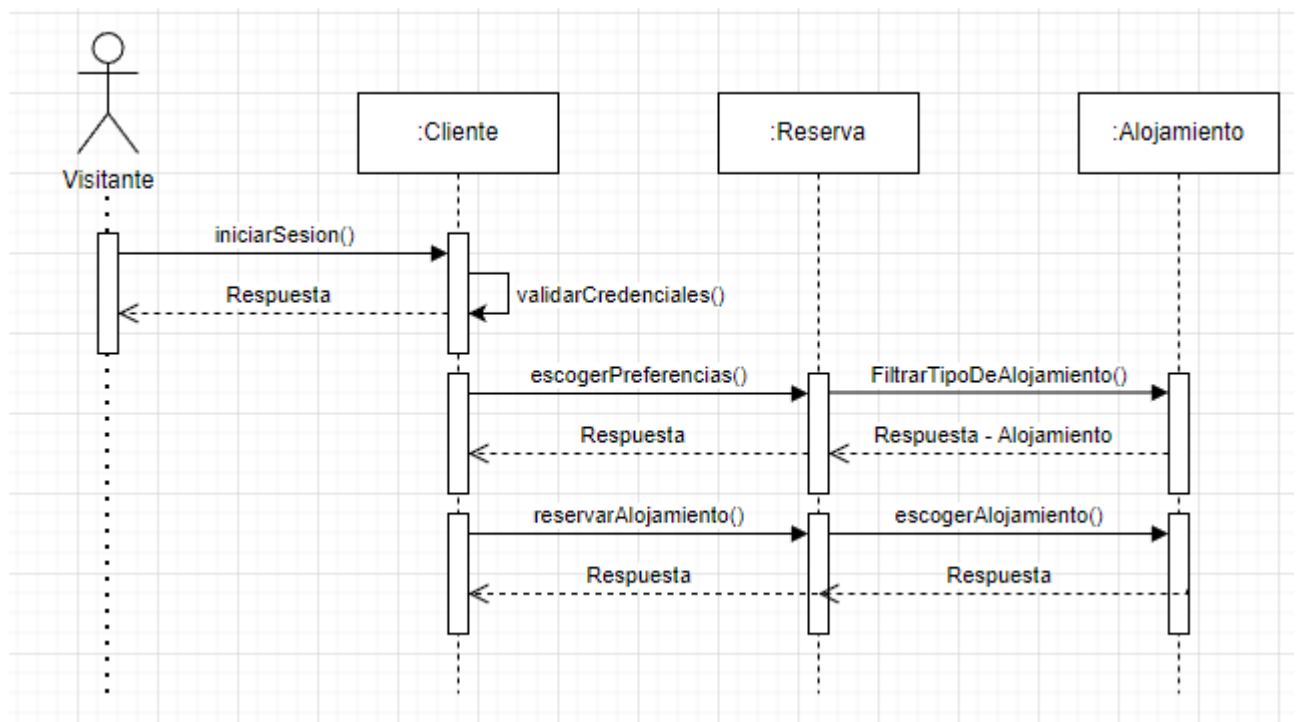 :Cliente
:Reserva
:Alojamiento
Visitante
iniciarSesion()
Respuesta
validarCredenciales()
escogerPreferencias()
FiltrarTipoDeAlojamiento()
Respuesta
Respuesta - Alojamiento
reservarAlojamiento()
escogerAlojamiento()
Respuesta
Respuesta